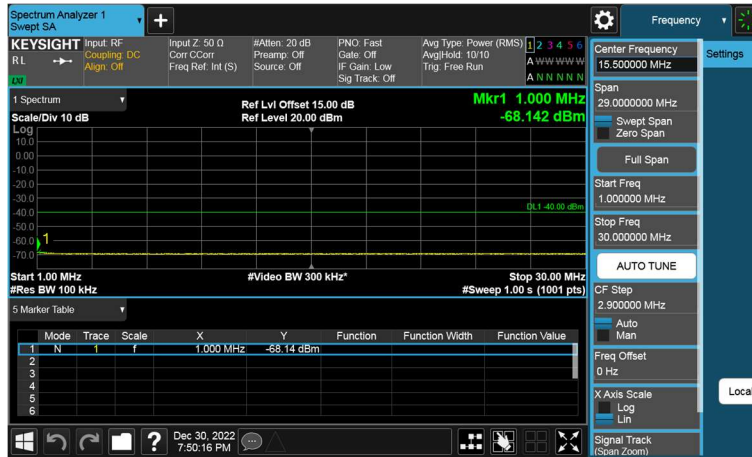 Spectrum Analyzer 1
Swept SA
Frequency
KEYSIGHT
RL
LXI
Input: RF
Coupling: DC
Align: Off
Input Z: 50 Ω
Corr CCorr
Freq Ref: Int (S)
#Atten: 20 dB
Preamp: Off
Source: Off
PNO: Fast
Gate: Off
IF Gain: Low
Sig Track: Off
Avg Type: Power (RMS)
Avg|Hold: 10/10
Trig: Free Run
1 2 3 4 5 6
A W W W W W
A N N N N N
1 Spectrum
Scale/Div 10 dB
Ref Lvl Offset 15.00 dB
Ref Level 20.00 dBm
Mkr1 1.000 MHz
-68.142 dBm
Log
10.0
0.00
-10.0
-20.0
-30.0
-40.0
-50.0
-60.0
-70.0
DL1 -40.00 dBm
1
Start 1.00 MHz
#Res BW 100 kHz
#Video BW 300 kHz*
Stop 30.00 MHz
#Sweep 1.00 s (1001 pts)
5 Marker Table
Mode Trace Scale X Y Function Function Width Function Value
1 N 1 f 1.000 MHz -68.14 dBm
2
3
4
5
6
Dec 30, 2022
7:50:16 PM
Center Frequency
15.500000 MHz
Settings
Span
29.0000000 MHz
Swept Span
Zero Span
Full Span
Start Freq
1.000000 MHz
Stop Freq
30.000000 MHz
AUTO TUNE
CF Step
2.900000 MHz
Auto
Man
Freq Offset
0 Hz
X Axis Scale
Log
Lin
Local
Signal Track
(Span Zoom)